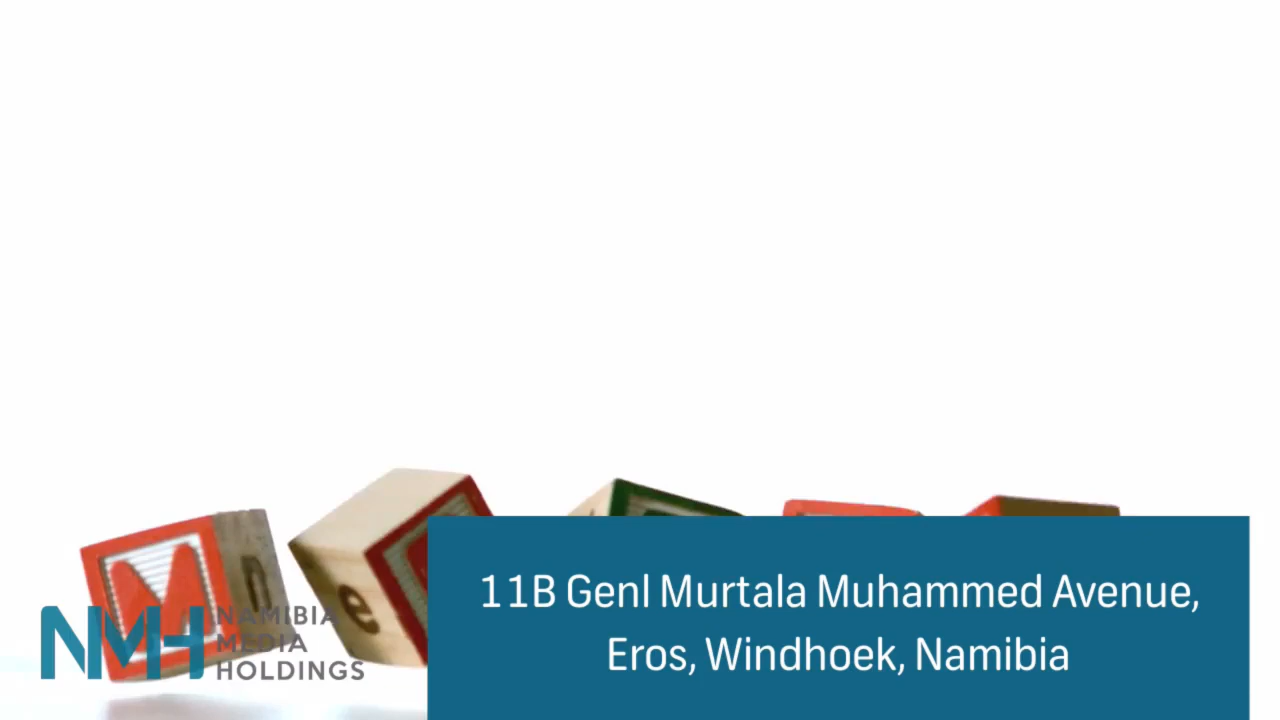 M
n
e
NAMIBIA
NMH MEDIA
HOLDINGS
11B Genl Murtala Muhammed Avenue,
Eros, Windhoek, Namibia